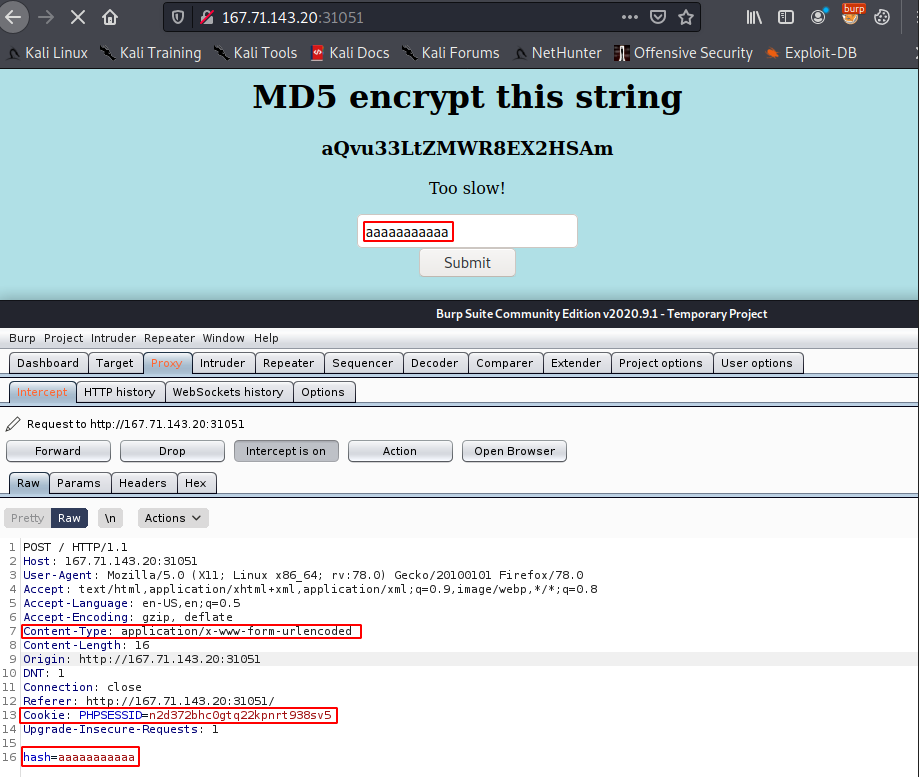 167.71.143.20:31051
burp
Kali Linux Kali Training Kali Tools Kali Docs Kali Forums NetHunter Offensive Security Exploit-DB
MD5 encrypt this string
aQvu33LtZMWR8EX2HSAm
Too slow!
aaaaaaaaaaa
Submit
Burp Suite Community Edition v2020.9.1 - Temporary Project
Burp Project Intruder Repeater Window Help
Dashboard Target Proxy Intruder Repeater Sequencer Decoder Comparer Extender Project options User options
Intercept HTTP history WebSockets history Options
Request to http://167.71.143.20:31051
Forward Drop Intercept is on Action Open Browser
Raw Params Headers Hex
Pretty Raw \n Actions
1 POST / HTTP/1.1
2 Host: 167.71.143.20:31051
3 User-Agent: Mozilla/5.0 (X11; Linux x86_64; rv:78.0) Gecko/20100101 Firefox/78.0
4 Accept: text/html,application/xhtml+xml,application/xml;q=0.9,image/webp,*/*;q=0.8
5 Accept-Language: en-US,en;q=0.5
6 Accept-Encoding: gzip, deflate
7 Content-Type: application/x-www-form-urlencoded
8 Content-Length: 16
9 Origin: http://167.71.143.20:31051
10 DNT: 1
11 Connection: close
12 Referer: http://167.71.143.20:31051/
13 Cookie: PHPSESSID=n2d372bhc0gtq22kpnrt938sv5
14 Upgrade-Insecure-Requests: 1
15
16 hash=aaaaaaaaaaa